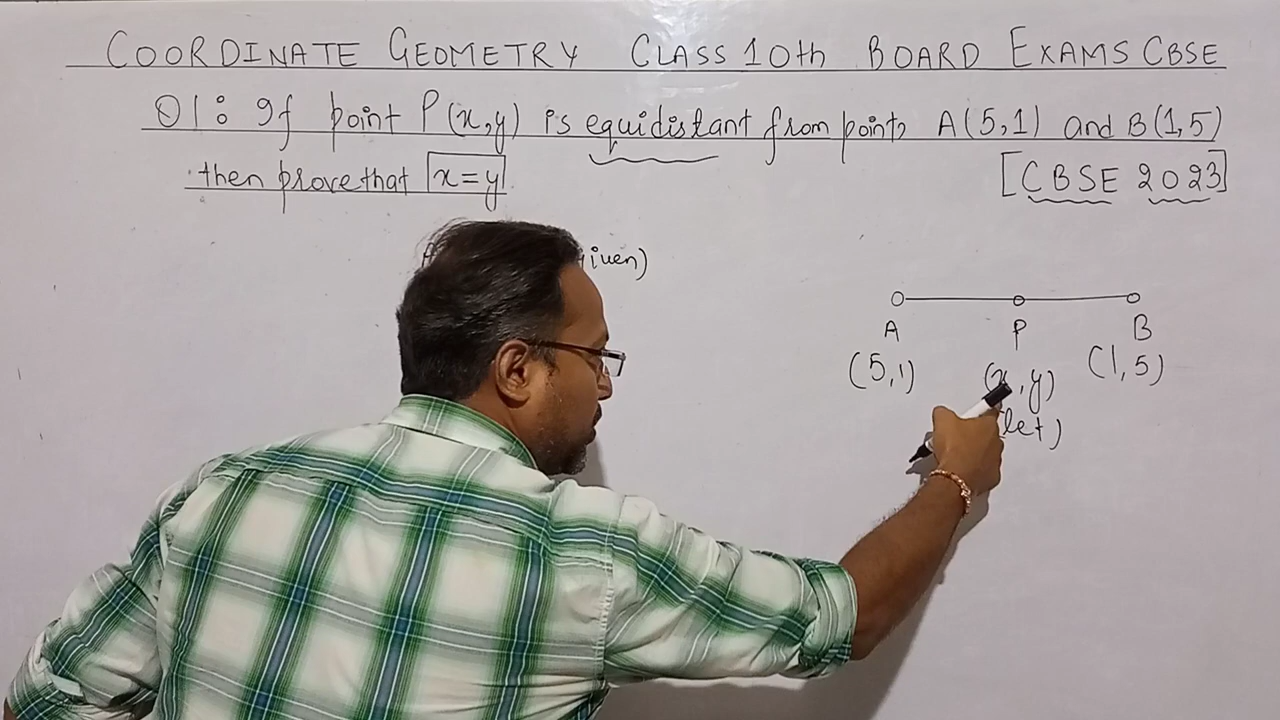 COORDINATE GEOMETRY CLASS 10th BOARD EXAMS CBSE
Q1: If point P(x,y) is equidistant from points A(5,1) and B(1,5)
then prove that x=y.
[CBSE 2023]
A P B
(5,1) (x,y) (1,5)
(let)